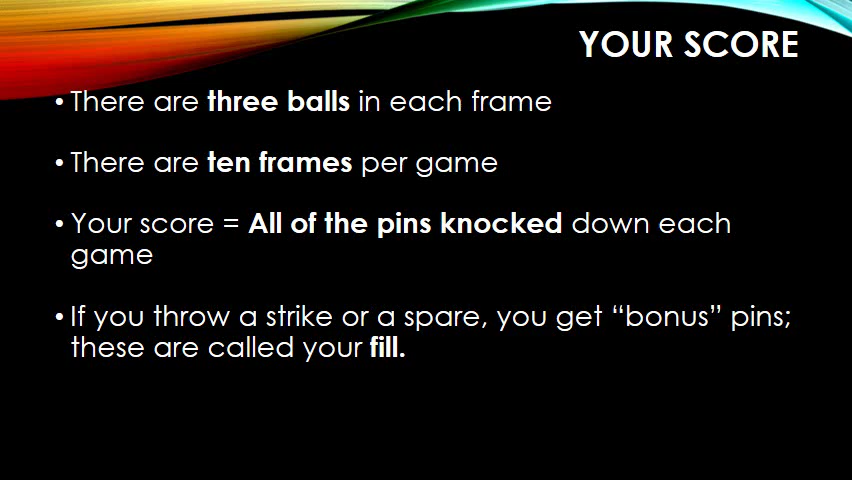 YOUR SCORE
• There are three balls in each frame
• There are ten frames per game
• Your score = All of the pins knocked down each
game
• If you throw a strike or a spare, you get “bonus” pins;
these are called your fill.